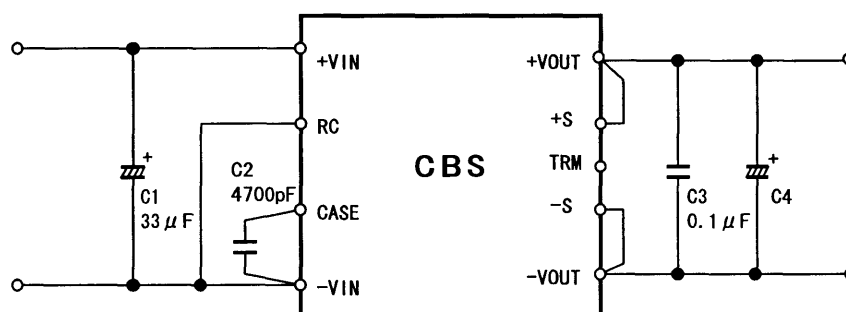 +VIN
+VOUT
RC
+S
C2
4700pF
CBS
TRM
+
C1
33μF
CASE
-S
C3
0.1μF
+
C4
-VIN
-VOUT